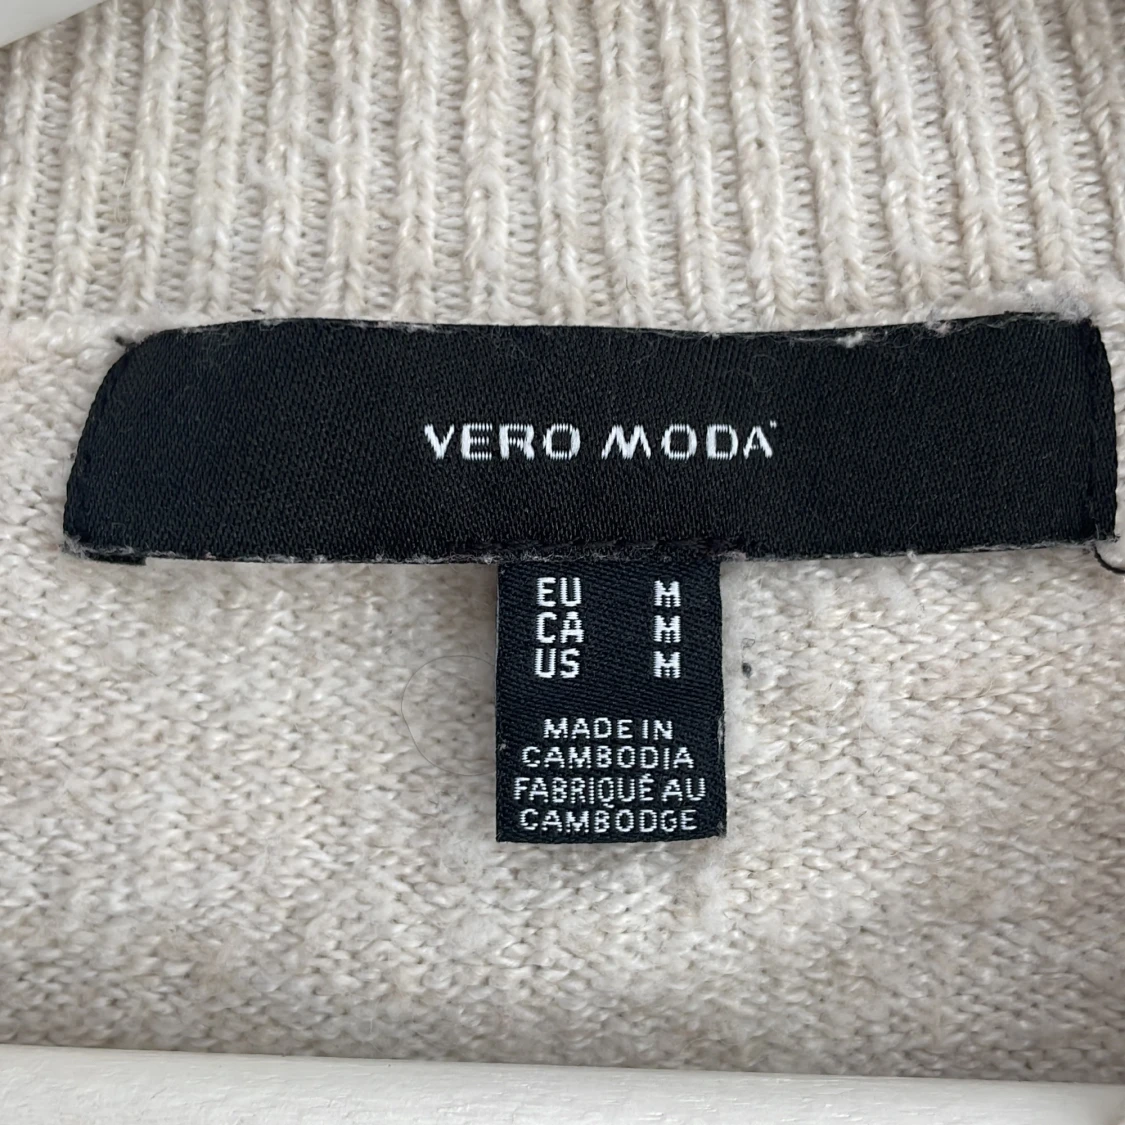 VERO MODA
EU M
CA M
US M
MADE IN
CAMBODIA
FABRIQUÉ AU
CAMBODGE